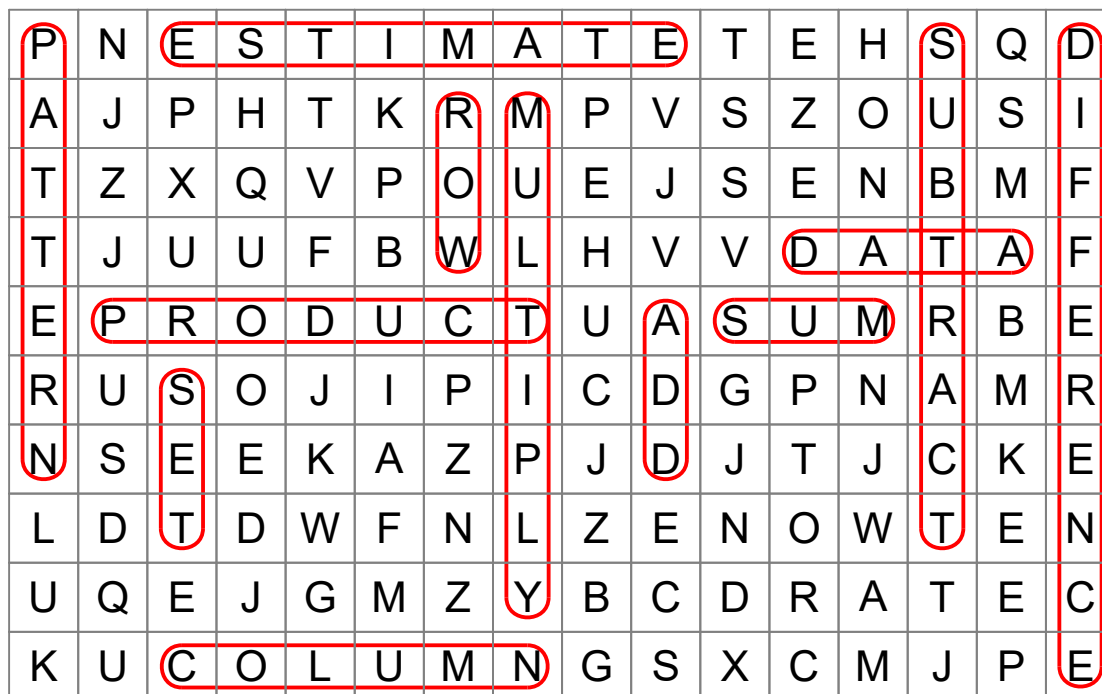 P N E S T I M A T E T E H S Q D
A J P H T K R M P V S Z O U S I
T Z X Q V P O U E J S E N B M F
T J U U F B W L H V V D A T A F
E P R O D U C T U A S U M R B E
R U S O J I P I C D G P N A M R
N S E E K A Z P J D J T J C K E
L D T D W F N L Z E N O W T E N
U Q E J G M Z Y B C D R A T E C
K U C O L U M N G S X C M J P E